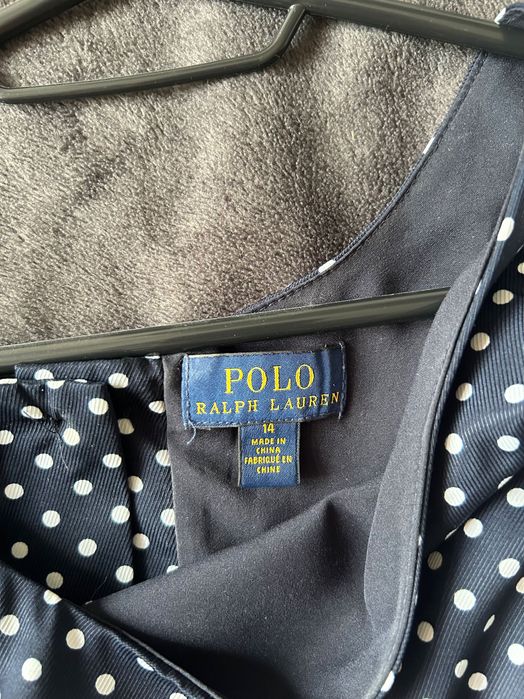 POLO
RALPH LAUREN
14
MADE IN
CHINA
FABRIQUÉ EN
CHINE